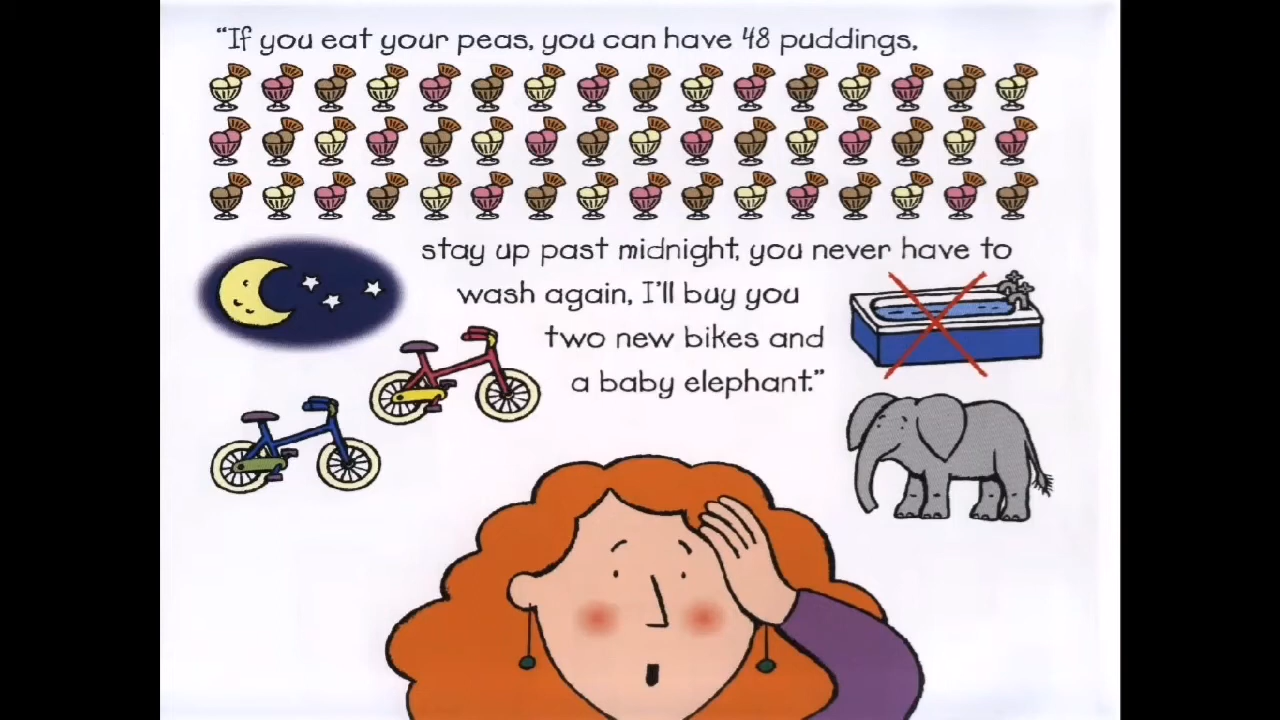 “If you eat your peas, you can have 48 puddings,
stay up past midnight, you never have to
wash again, I’ll buy you
two new bikes and
a baby elephant.”